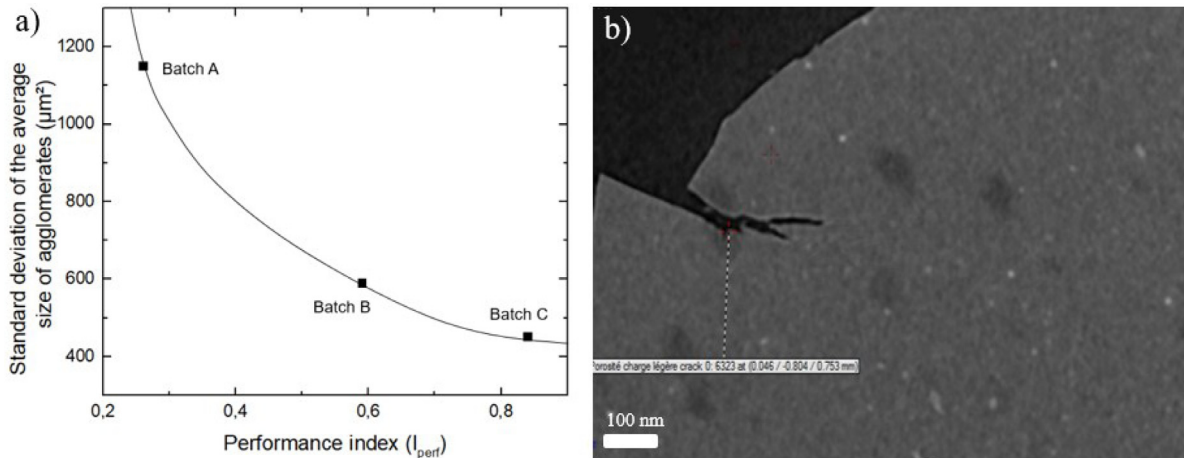 a)
Standard deviation of the average
size of agglomerates (µm²)
1200
1000
800
600
400
0,2
0,4
0,6
0,8
Batch A
Batch B
Batch C
Performance index (Iperf)
b)
Porosité charge légère crack 0: 6323 at (0.046 / -0.804 / 0.753 mm)
100 nm